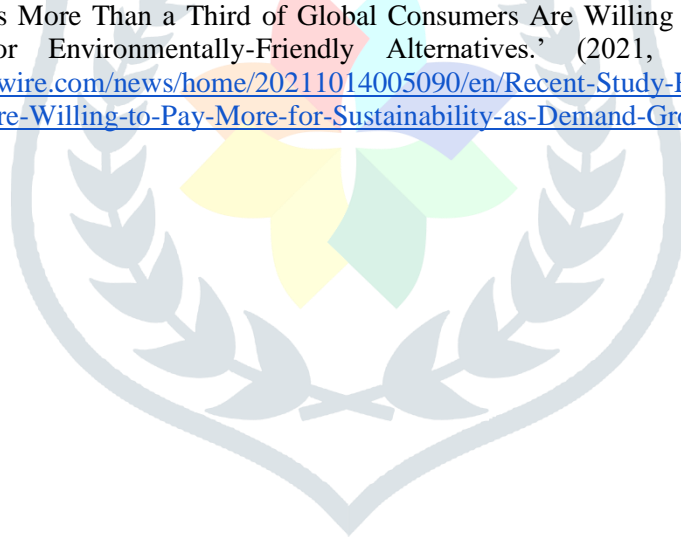 s More Than a Third of Global Consumers Are Willing
or Environmentally-Friendly Alternatives.’ (2021,
wire.com/news/home/20211014005090/en/Recent-Study-
re-Willing-to-Pay-More-for-Sustainability-as-Demand-Gro